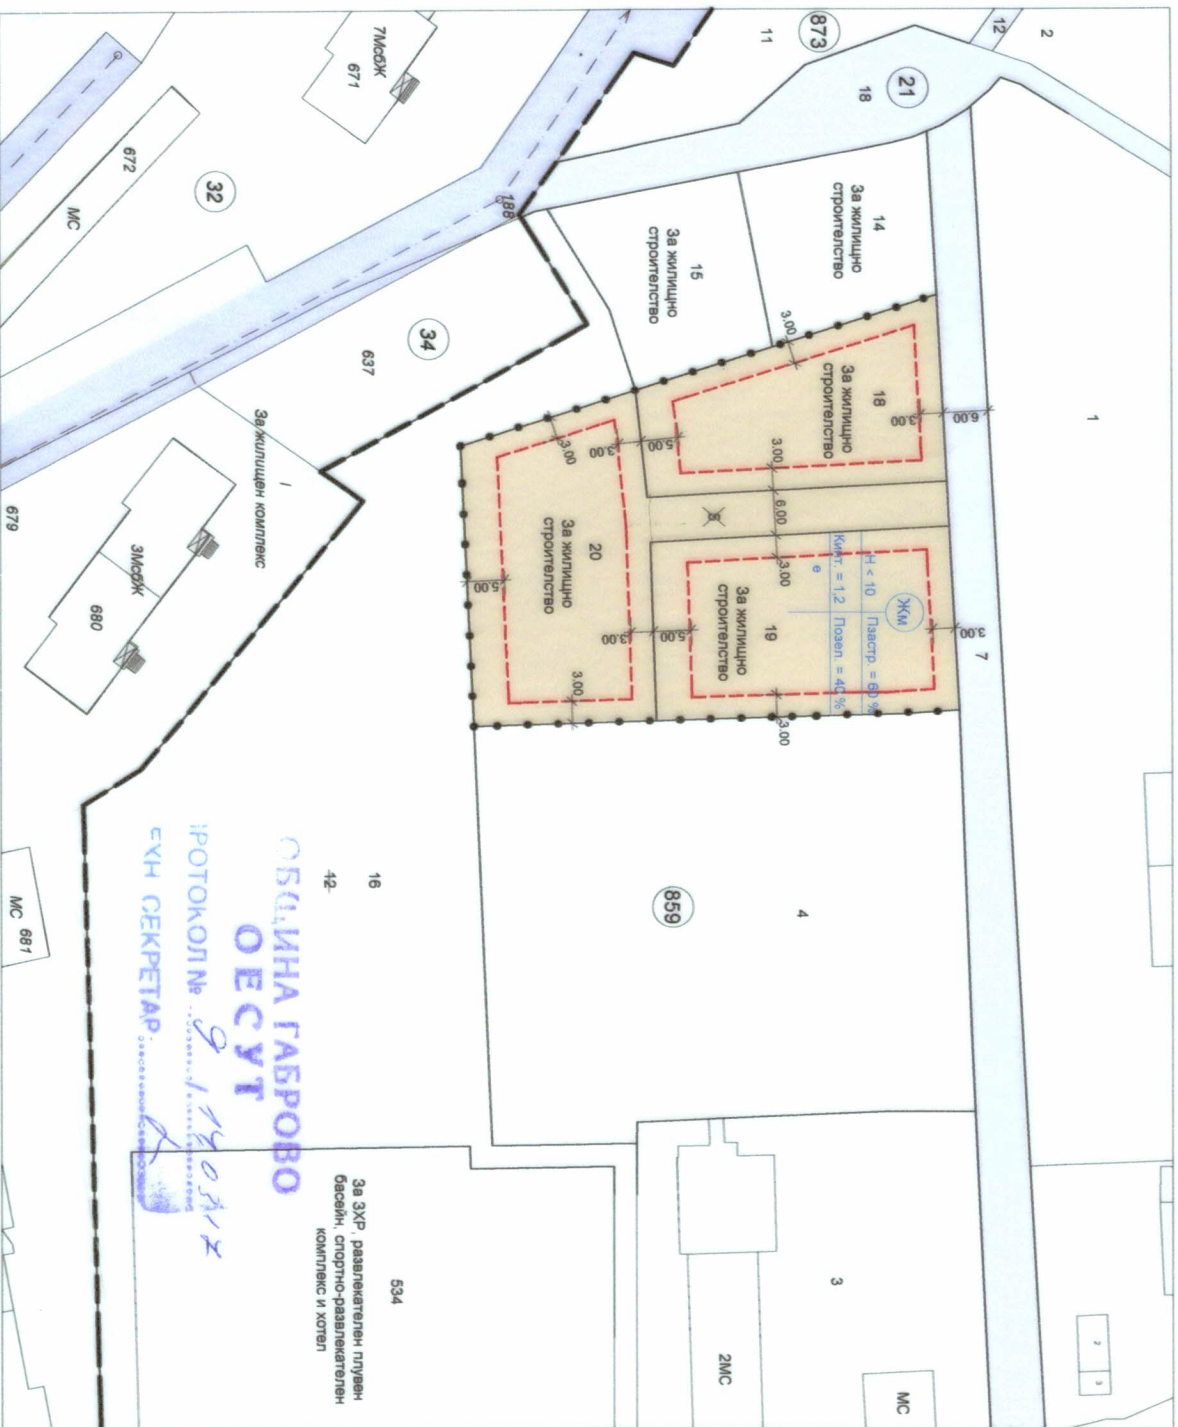 2
12
873
11
21
18
1
7МсбЖ
671
672
МС
32
188
34
637
14
За жилищно
строителство
15
За жилищно
строителство
3.00
18
За жилищно
строителство
3.00
6.00
5.00
3.00
6.00
8
3.00
3.00
3.00
20
За жилищно
строителство
5.00
3.00
5.00
3.00
19
За жилищно
строителство
3.00
Жм
Н < 10
Пзастр. = 60 %
Кинт. = 1,2
Позел. = 40 %
е
3.00
7
За жилищен комплекс
I
679
3МсбЖ
680
МС 681
16
12
859
4
ОБЩИНА ГАБРОВО
ОЕСУТ
ПРОТОКОЛ №
СЕКРЕТАР:
534
За ЗХР, развлекателен плувен
басейн, спортно-развлекателен
комплекс и хотел
3
2МС
МС
2
3